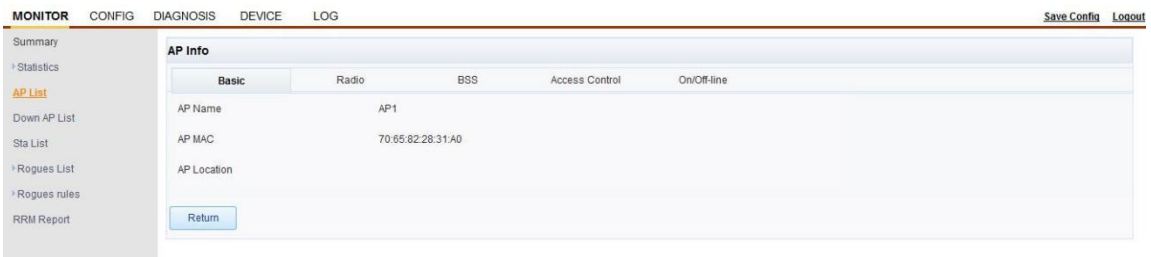 MONITOR CONFIG DIAGNOSIS DEVICE LOG Save Config Logout
Summary
Statistics
AP List
Down AP List
Sta List
Rogues List
Rogues rules
RRM Report
AP Info
Basic Radio BSS Access Control On/Off-line
AP Name AP1
AP MAC 70:65:82:28:31:A0
AP Location
Return